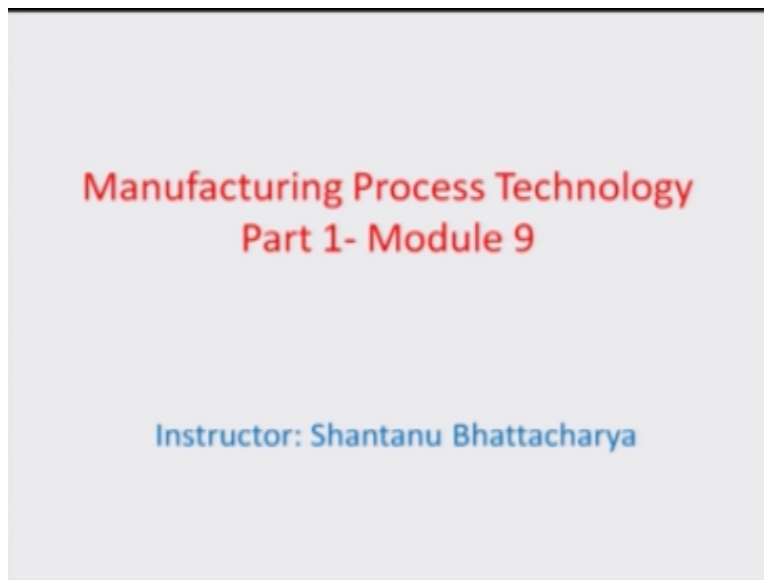 Manufacturing Process Technology
Part 1- Module 9
Instructor: Shantanu Bhattacharya